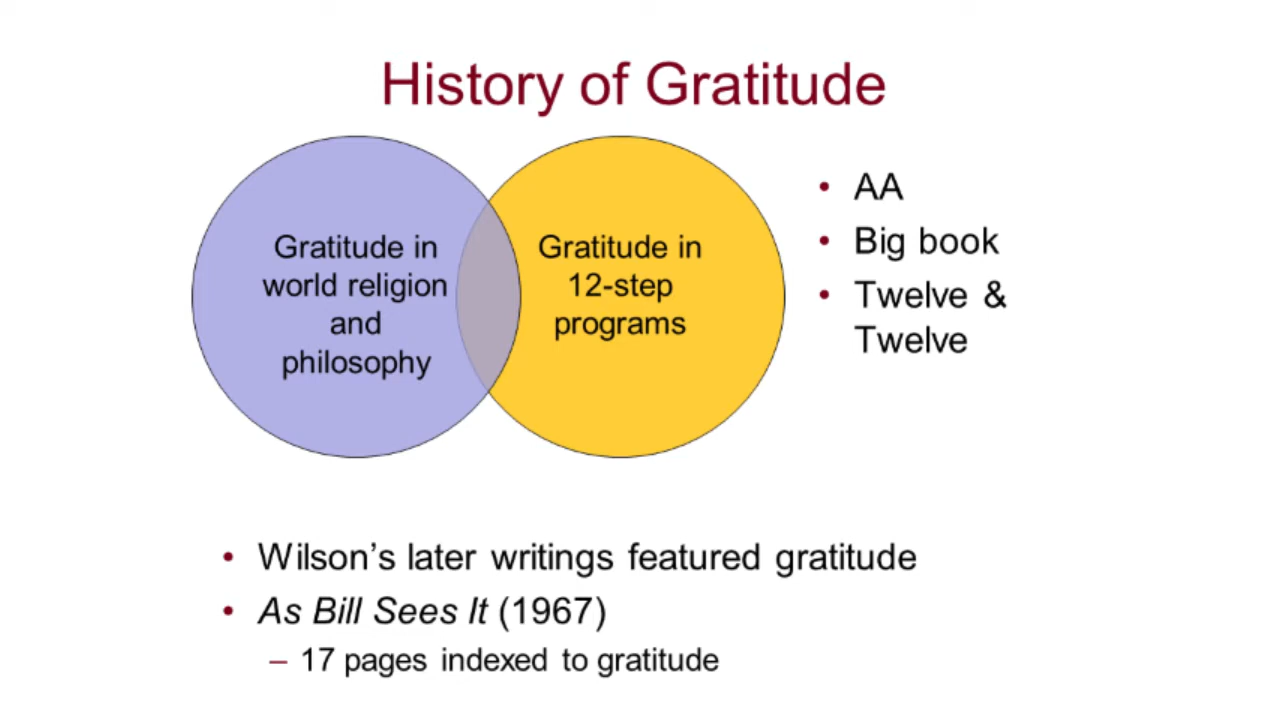 History of Gratitude
Gratitude in
world religion
and
philosophy
Gratitude in
12-step
programs
• AA
• Big book
• Twelve &
Twelve
• Wilson’s later writings featured gratitude
• As Bill Sees It (1967)
– 17 pages indexed to gratitude